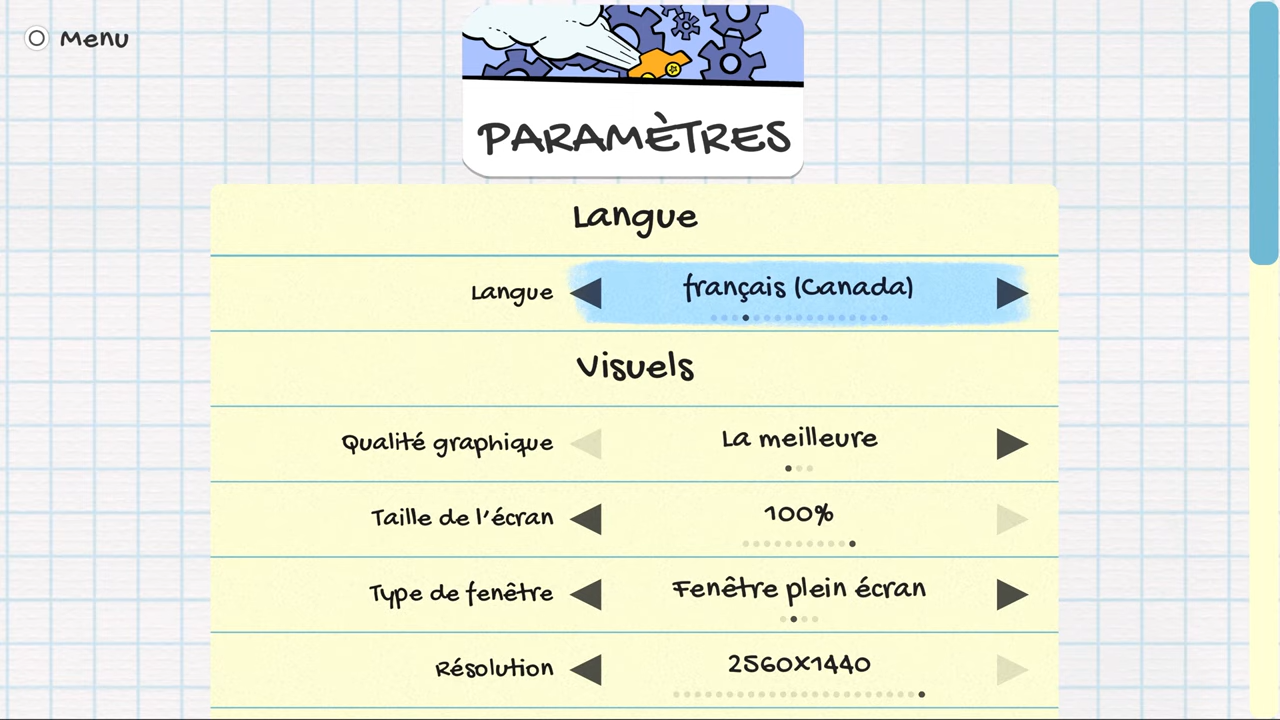 Menu
PARAMÈTRES
Langue
Langue
français (Canada)
Visuels
Qualité graphique
La meilleure
Taille de l'écran
100%
Type de fenêtre
Fenêtre plein écran
Résolution
2560X1440